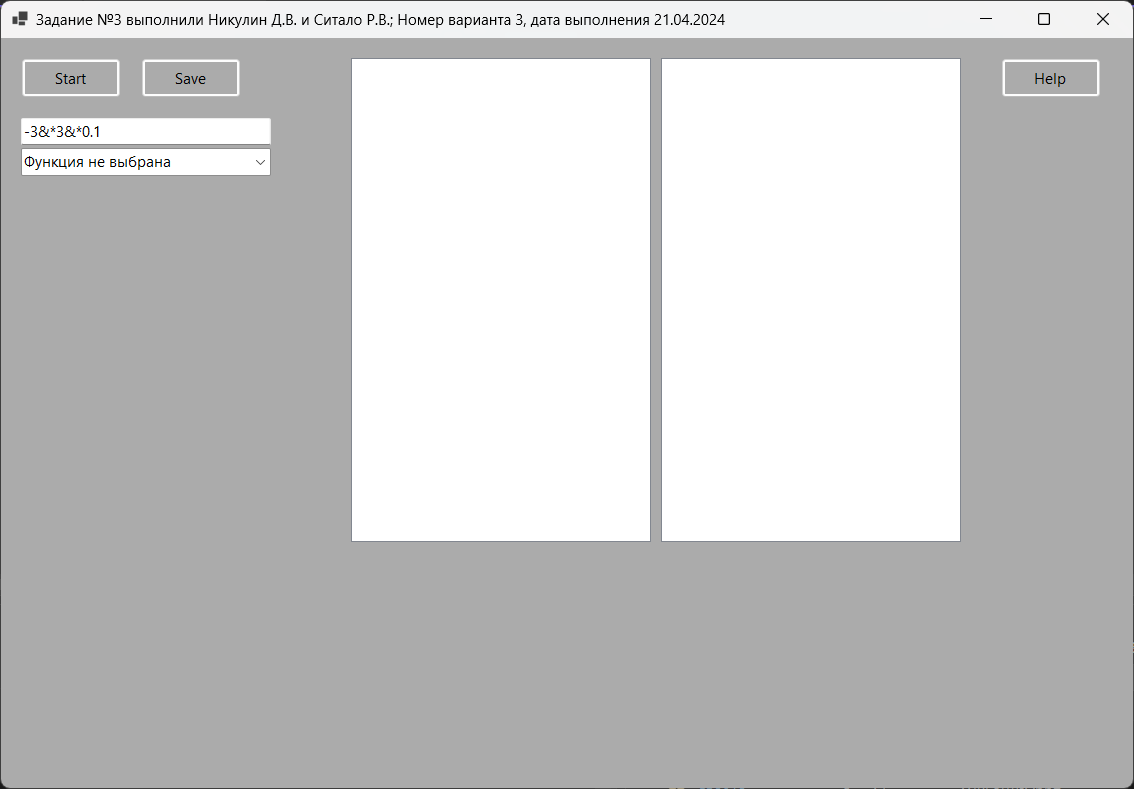 Задание №3 выполнили Никулин Д.В. и Ситало Р.В.; Номер варианта 3, дата выполнения 21.04.2024
Start
Save
Help
-3&*3&*0.1
Функция не выбрана